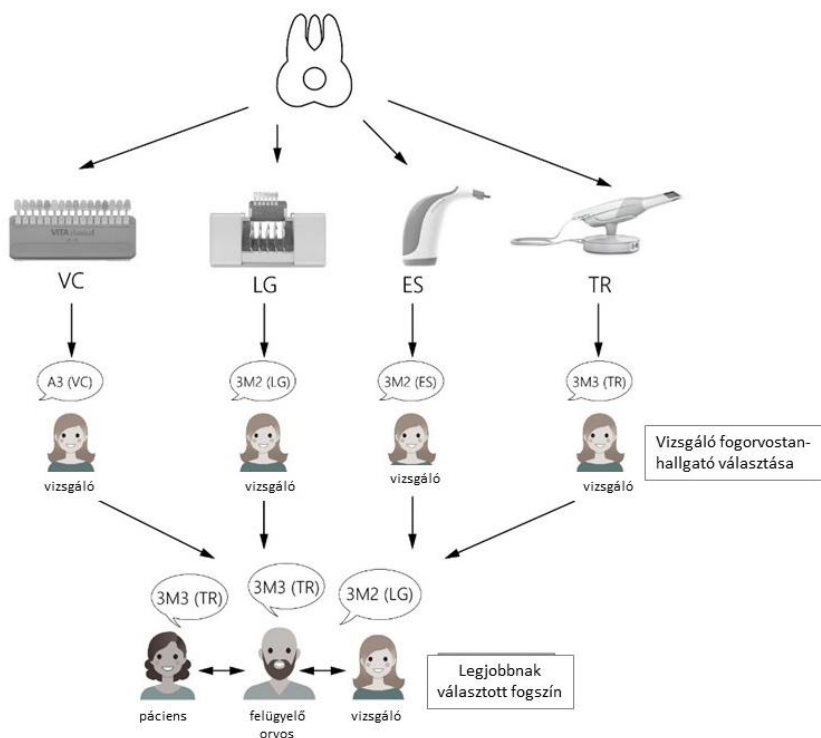 VITA classical
VC
LG
ES
TR
A3 (VC)
3M2 (LG)
3M2 (ES)
3M3 (TR)
vizsgáló
vizsgáló
vizsgáló
vizsgáló
Vizsgáló fogorvostan-
hallgató választása
3M3 (TR)
3M3 (TR)
3M2 (LG)
páciens
felügyelő
orvos
vizsgáló
Legjobbnak
választott fogszín